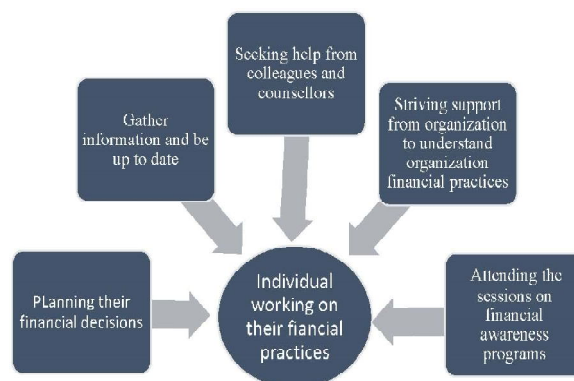 Seeking help from
colleagues and
counsellors
Gather
information and be
up to date
Striving support
from organization
to understand
organization
financial practices
PLanning their
financial decisions
Individual
working on
their fiancial
practices
Attending the
sessions on
financial
awareness
programs